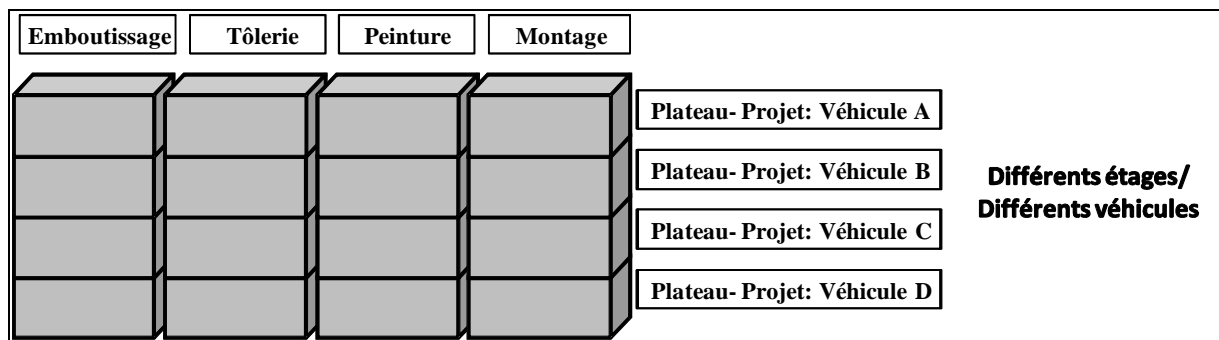 Emboutissage
Tôlerie
Peinture
Montage
Plateau- Projet: Véhicule A
Plateau- Projet: Véhicule B
Plateau- Projet: Véhicule C
Plateau- Projet: Véhicule D
Différents étages/
Différents véhicules